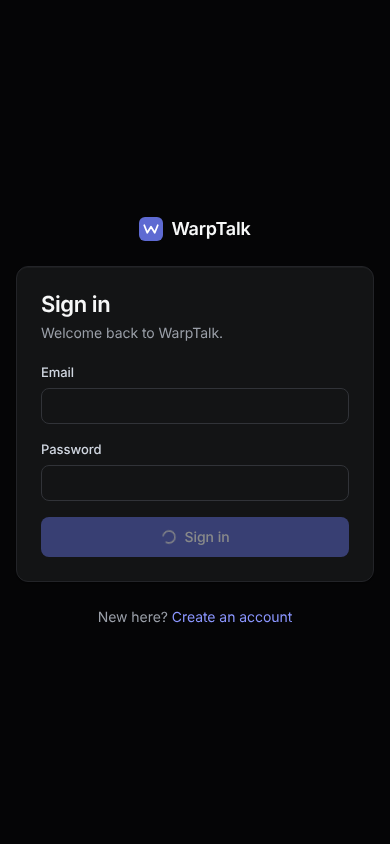 WarpTalk
Sign in
Welcome back to WarpTalk.
Email
Password
Sign in
New here? Create an account